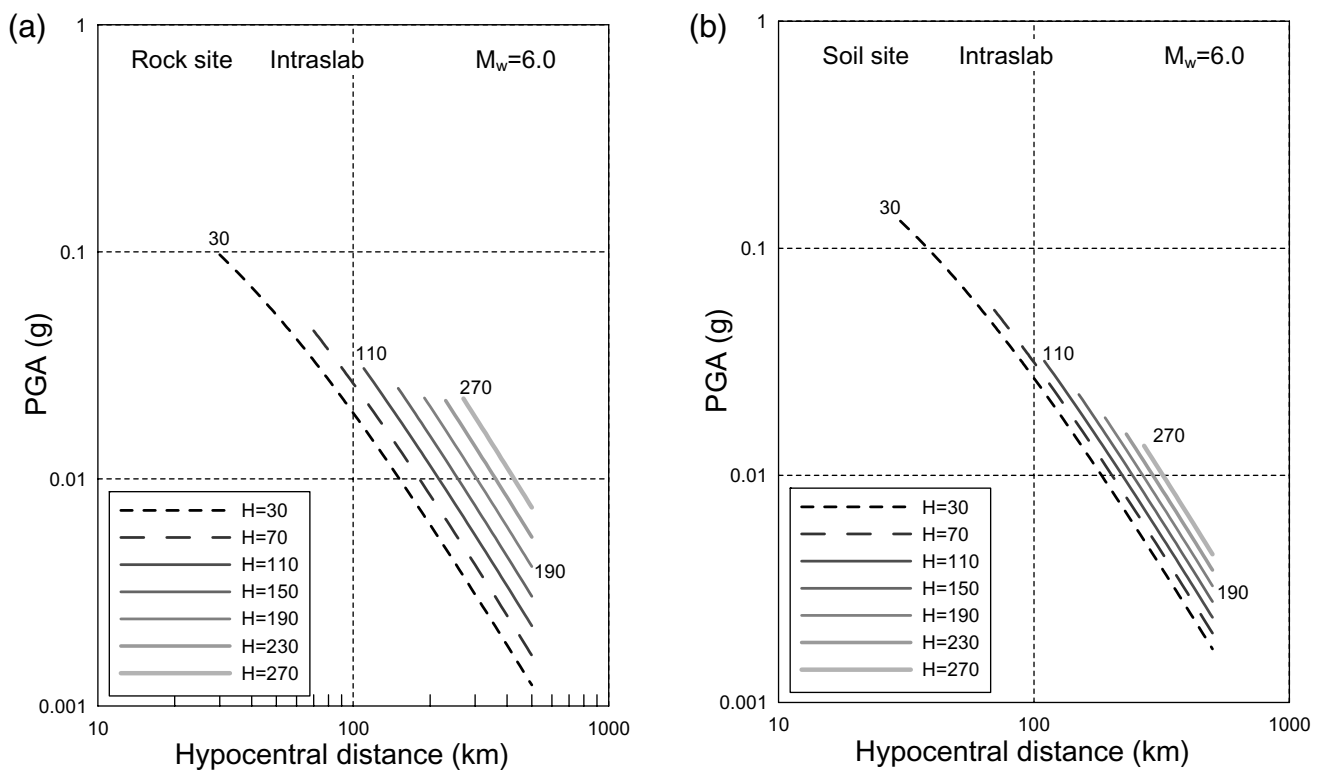 (a)
Rock site Intraslab Mw=6.0
1
0.1
0.01
0.001
PGA (g)
30
110
270
190
H=30
H=70
H=110
H=150
H=190
H=230
H=270
10 100 1000
Hypocentral distance (km)
(b)
Soil site Intraslab Mw=6.0
1
0.1
0.01
0.001
PGA (g)
30
110
270
190
H=30
H=70
H=110
H=150
H=190
H=230
H=270
10 100 1000
Hypocentral distance (km)